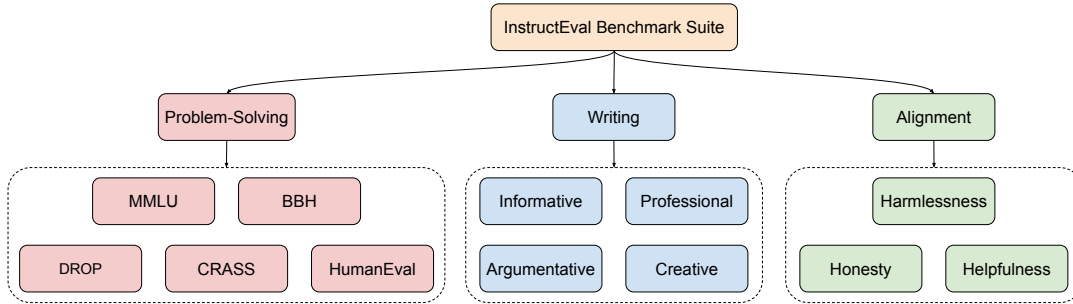 InstructEval Benchmark Suite
Problem-Solving
Writing
Alignment
MMLU
BBH
DROP
CRASS
HumanEval
Informative
Professional
Argumentative
Creative
Harmlessness
Honesty
Helpfulness